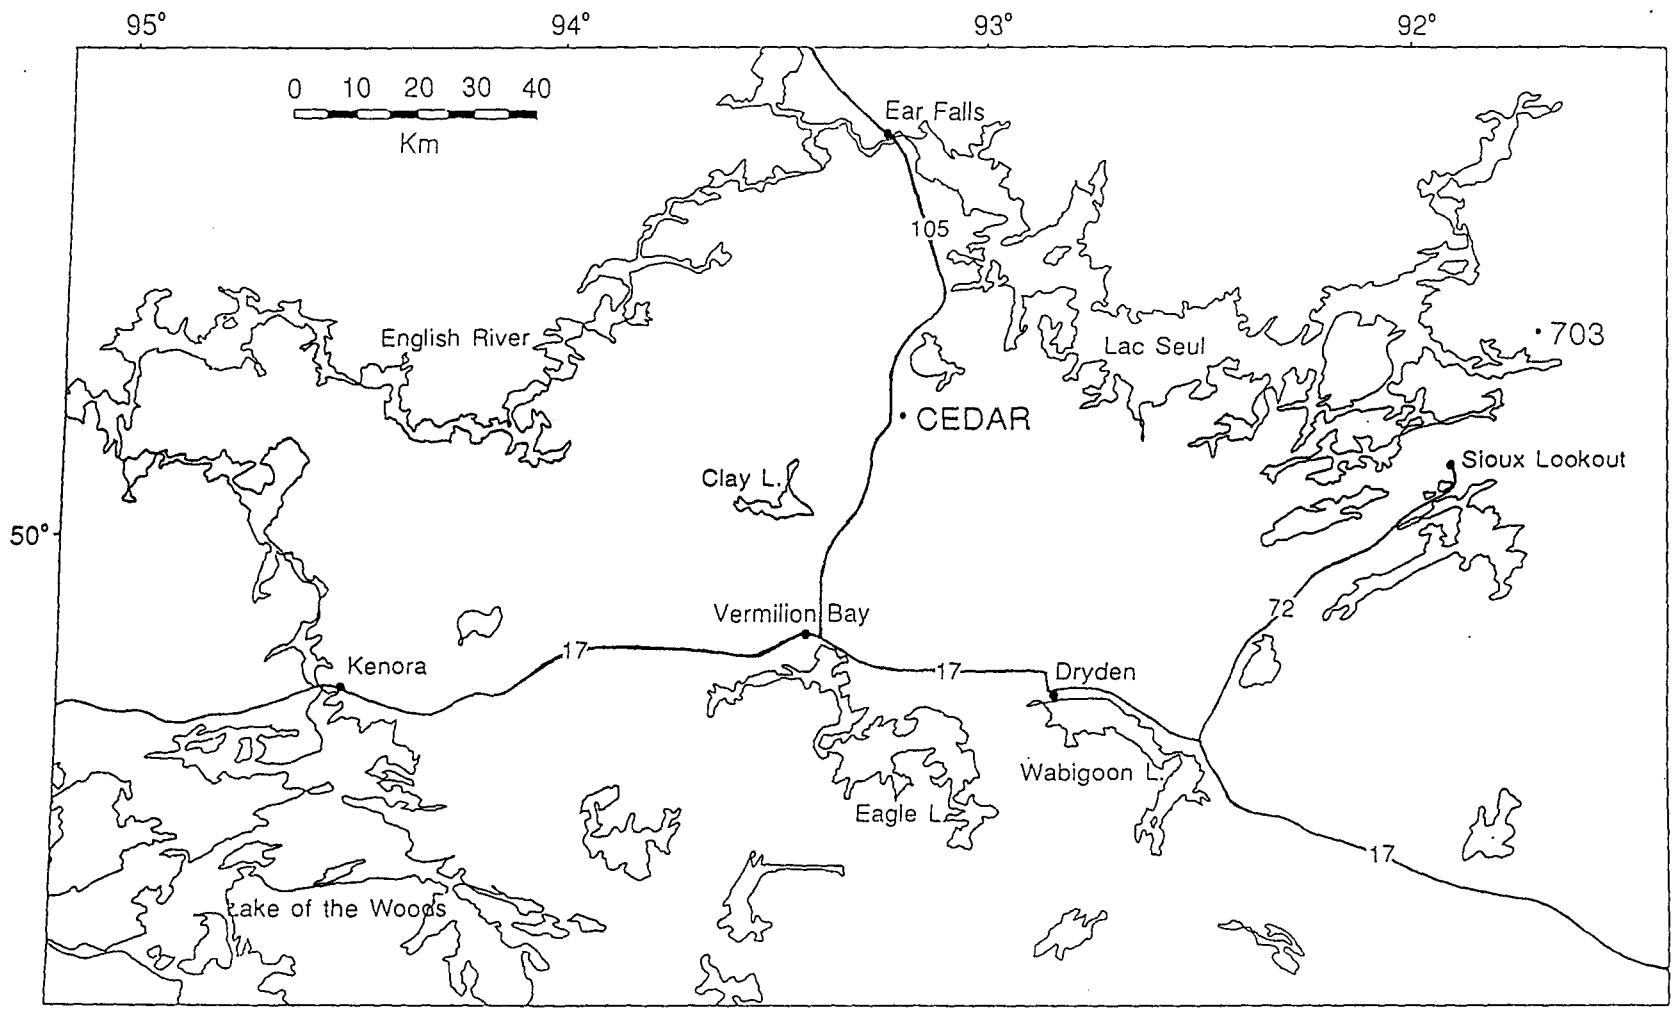 95° 94° 93° 92°
0 10 20 30 40
Km
Ear Falls
105
English River
Lac Seul
703
CEDAR
Clay L.
Sioux Lookout
50°
72
Vermilion Bay
17
Kenora
17
Dryden
Wabigoon L.
Eagle L.
17
Lake of the Woods